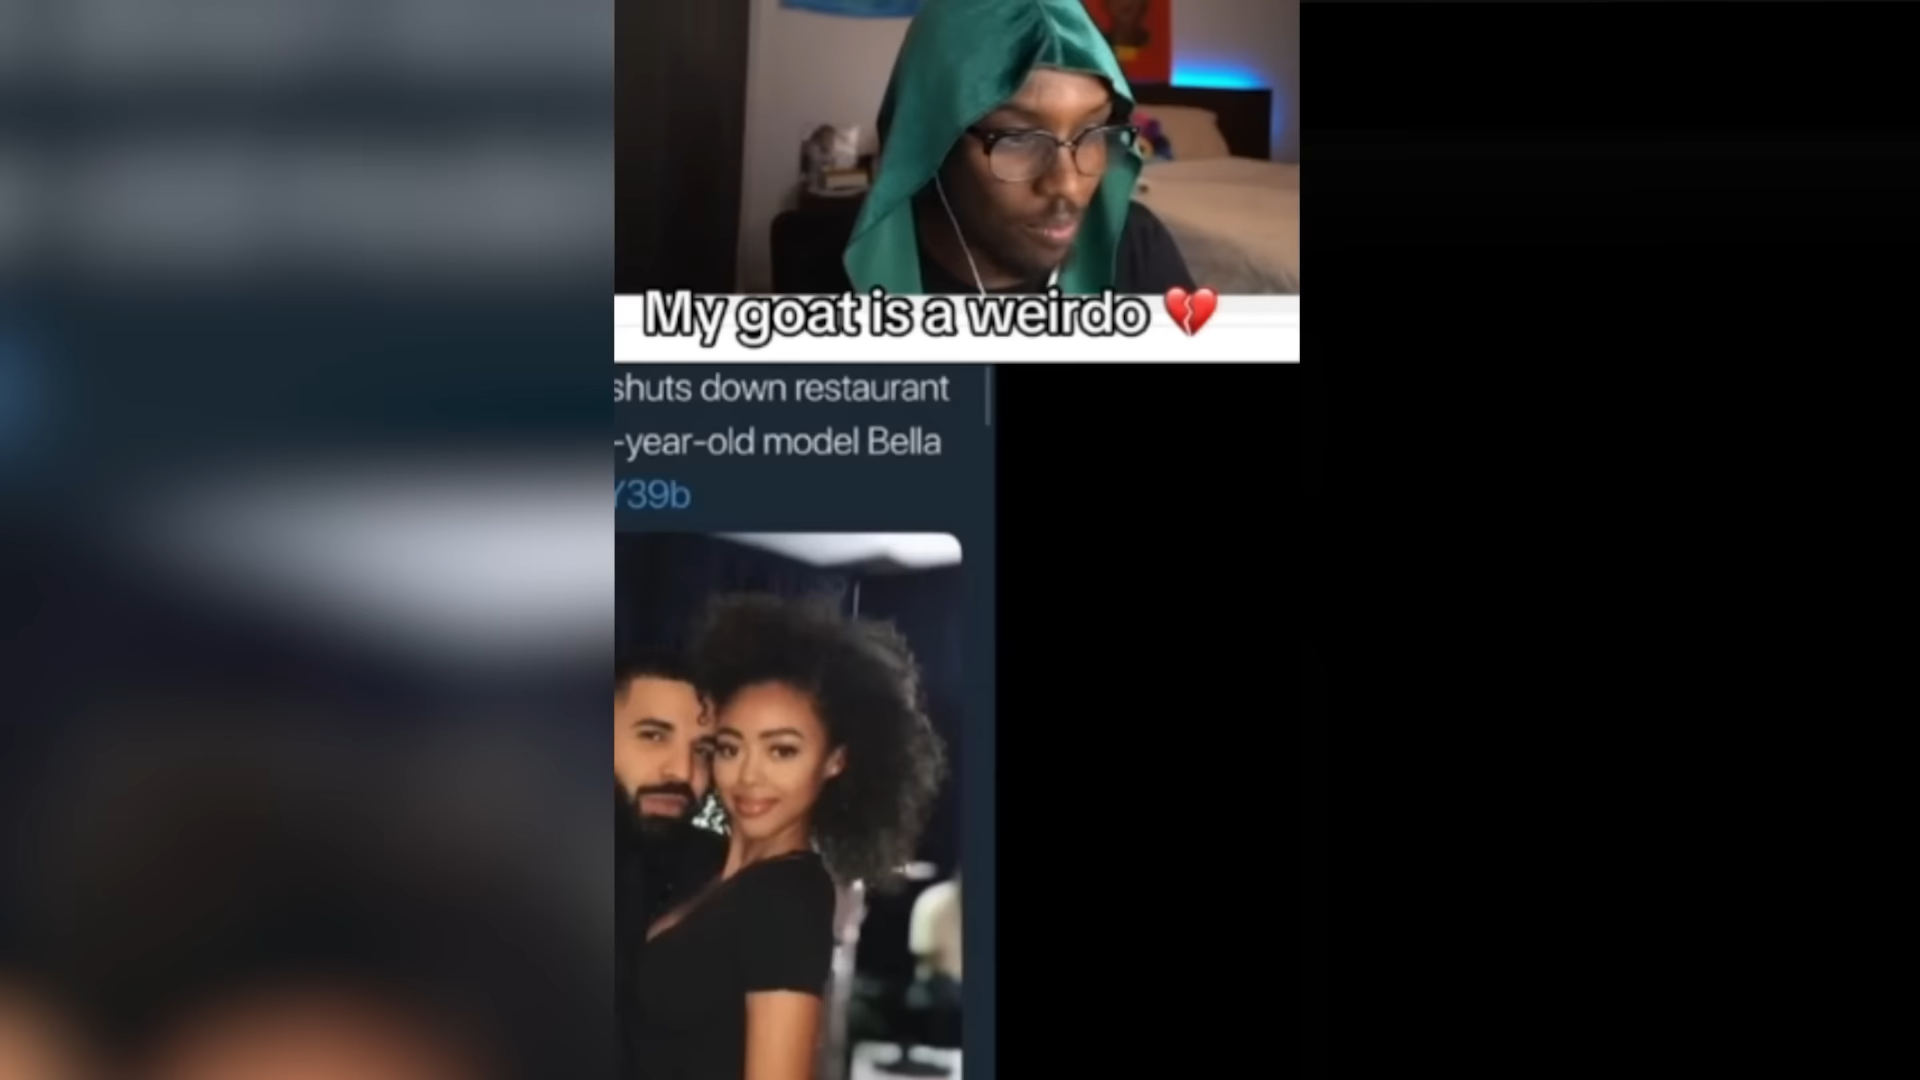 My goat is a weirdo 💔
shuts down restaurant
-year-old model Bella
Y39b